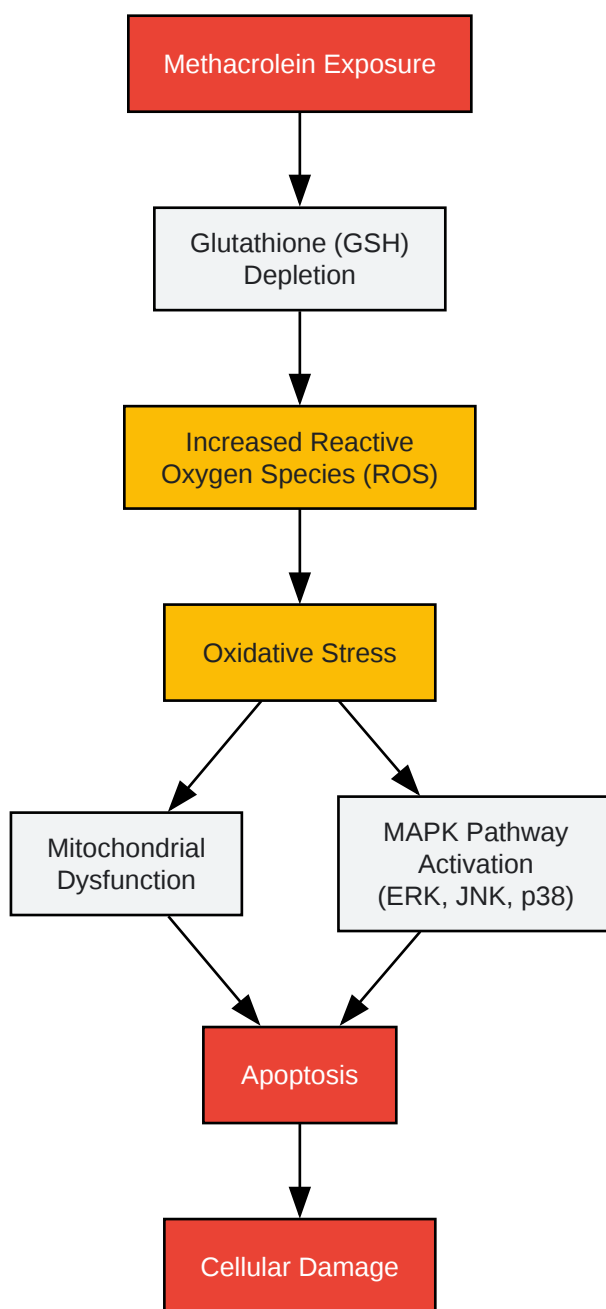 Methacrolein Exposure
Glutathione (GSH)
Depletion
Increased Reactive
Oxygen Species (ROS)
Oxidative Stress
Mitochondrial
Dysfunction
MAPK Pathway
Activation
(ERK, JNK, p38)
Apoptosis
Cellular Damage